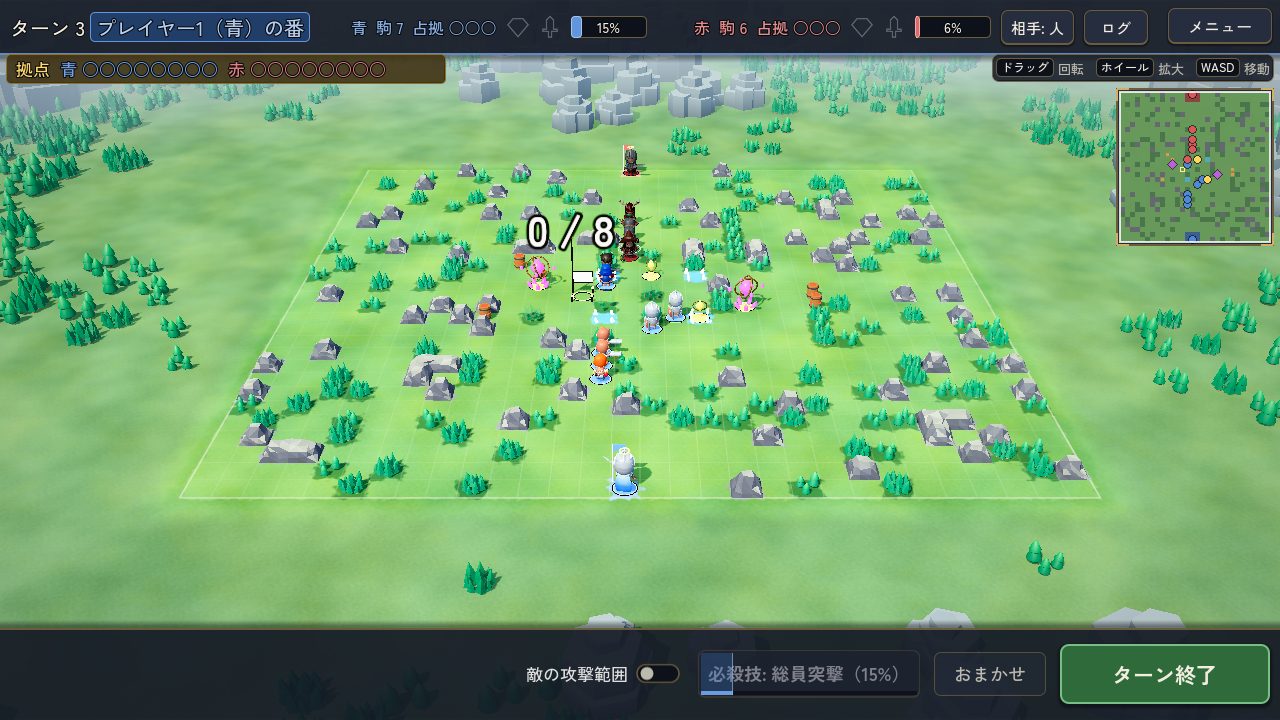 ターン 3 プレイヤー1（青）の番 青 駒 7 占拠 〇〇〇 15% 赤 駒 6 占拠 〇〇〇 6% 相手: 人 ログ メニュー
拠点 青 〇〇〇〇〇〇〇〇 赤 〇〇〇〇〇〇〇〇 ドラッグ 回転 ホイール 拡大 WASD 移動
0 / 8
敵の攻撃範囲 必殺技: 総員突撃（15%） おまかせ ターン終了